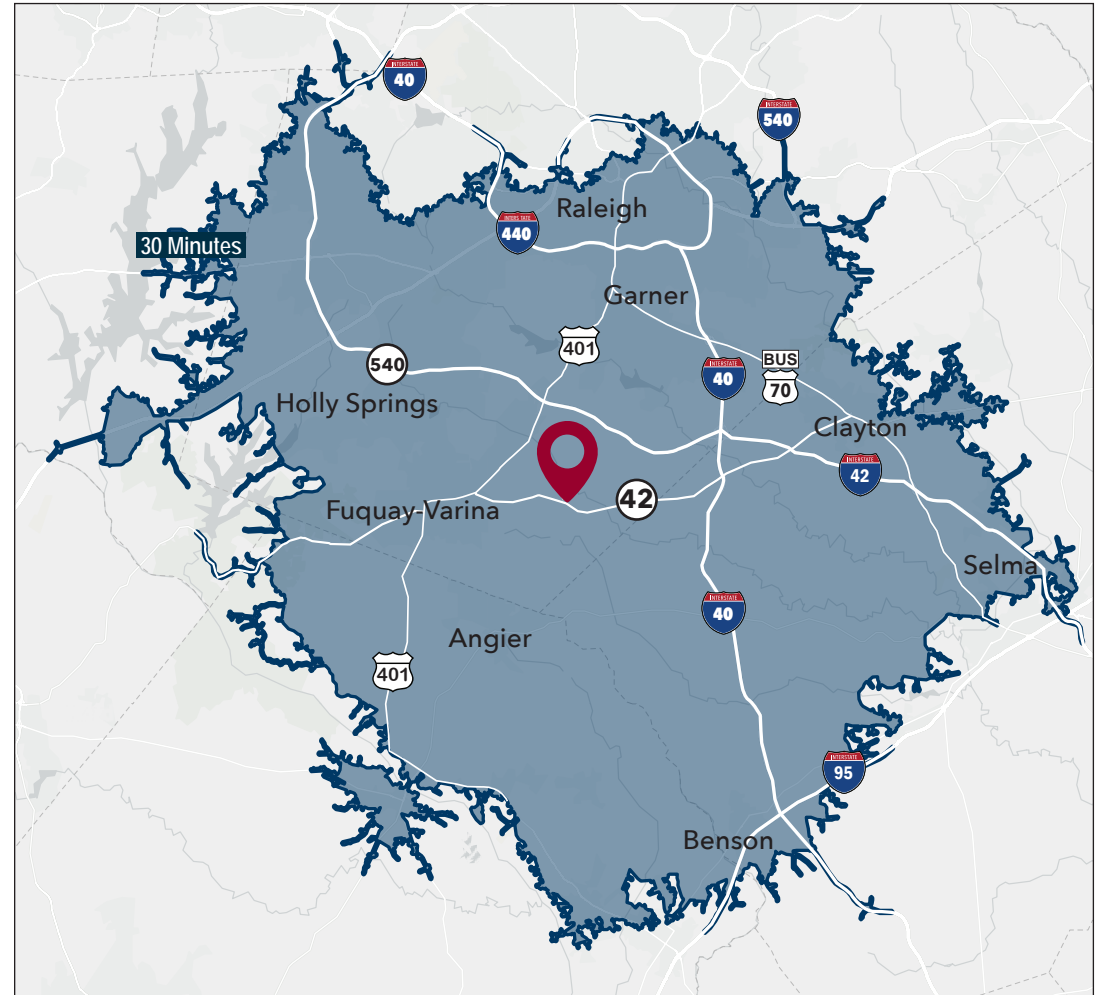 INTERSTATE
40
INTERSTATE
540
Raleigh
INTERSTATE
440
30 Minutes
Garner
401
BUS
70
540
INTERSTATE
40
Holly Springs
Clayton
INTERSTATE
42
42
Fuquay-Varina
Selma
INTERSTATE
40
Angier
401
INTERSTATE
95
Benson